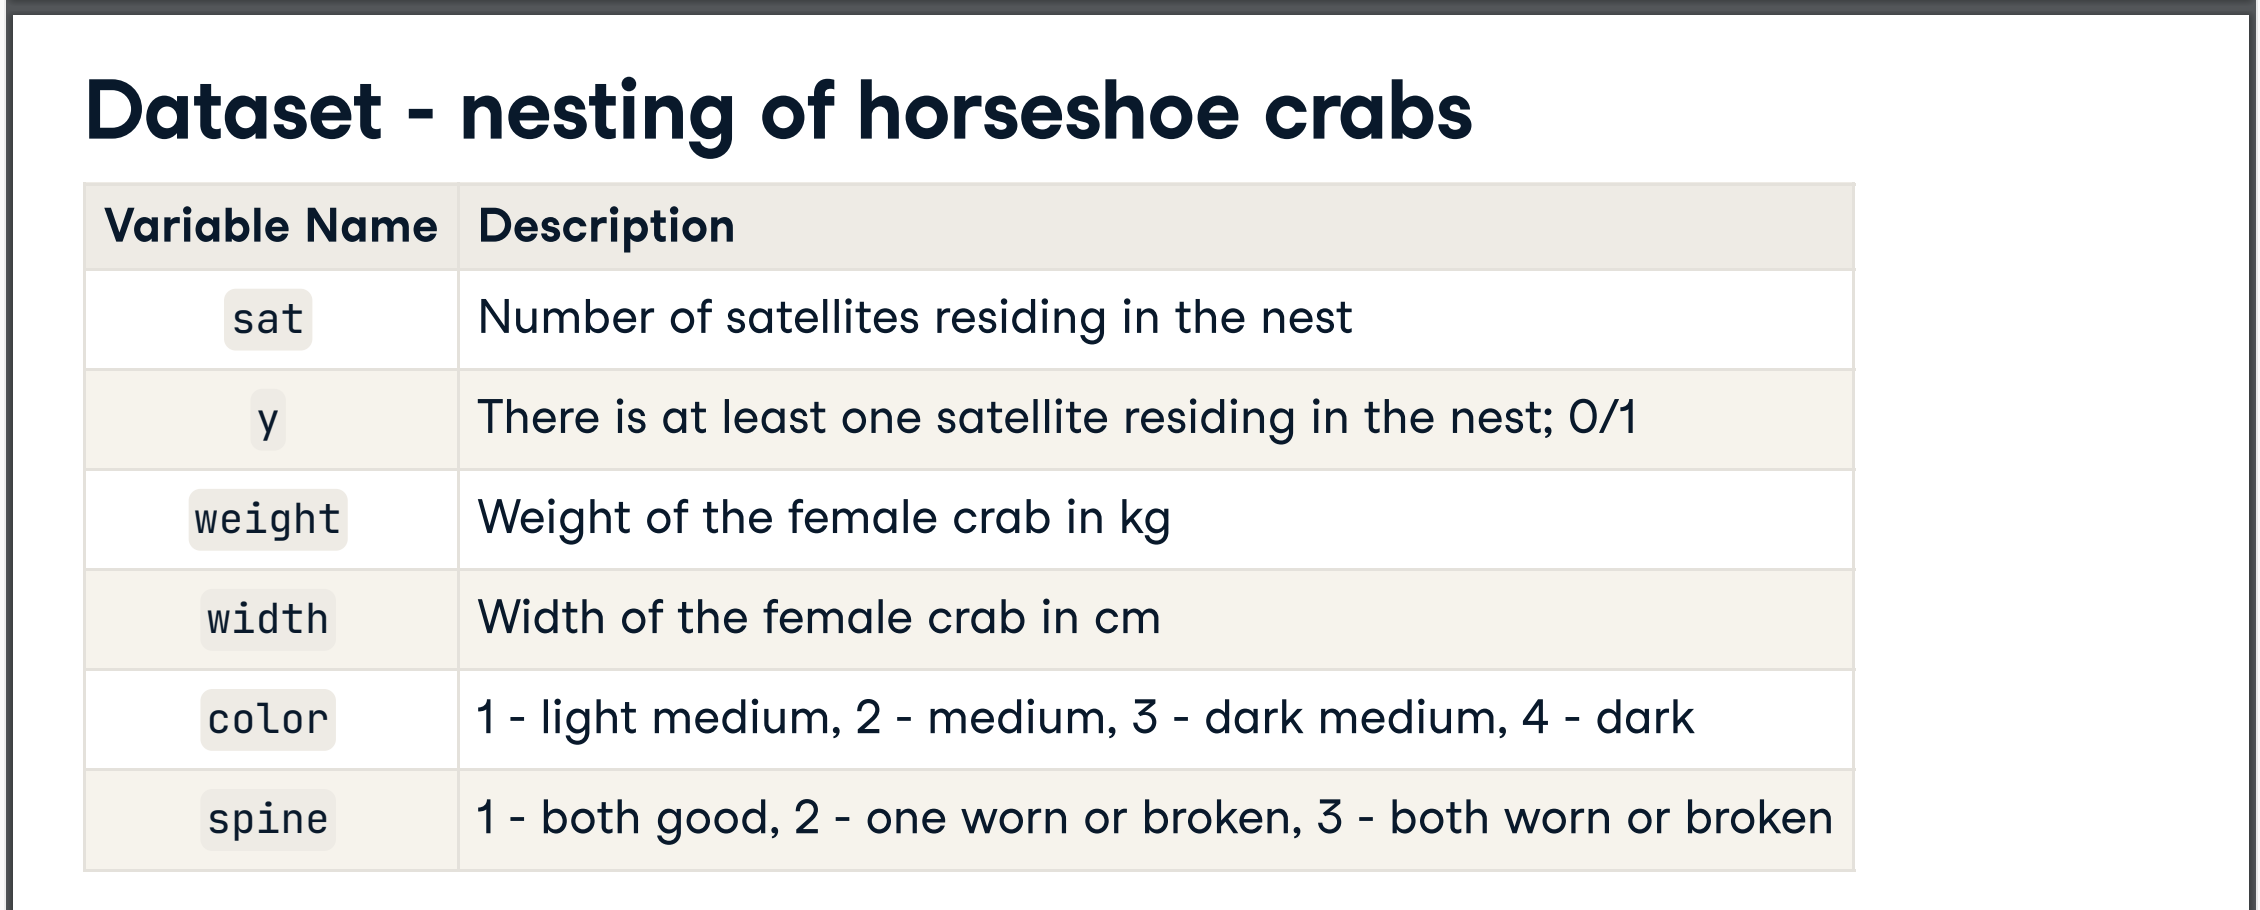 Dataset - nesting of horseshoe crabs
Variable Name Description
sat Number of satellites residing in the nest
y There is at least one satellite residing in the nest; 0/1
weight Weight of the female crab in kg
width Width of the female crab in cm
color 1 - light medium, 2 - medium, 3 - dark medium, 4 - dark
spine 1 - both good, 2 - one worn or broken, 3 - both worn or broken